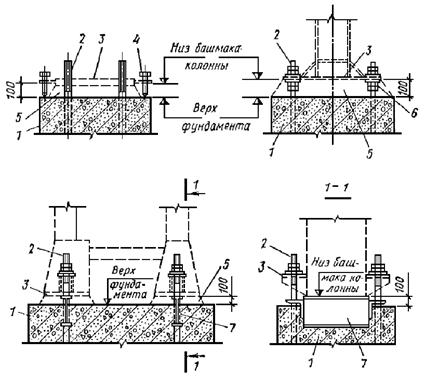 2 3 4
Низ башмака
колонны
2
3
100
100
5
1
Верх
фундамента
6
1
5
1
1-1
2
Верх
фунда-
мента
5
3
100
1
7
1
2
3
Низ баш-
мака ко-
лонны
100
1
7